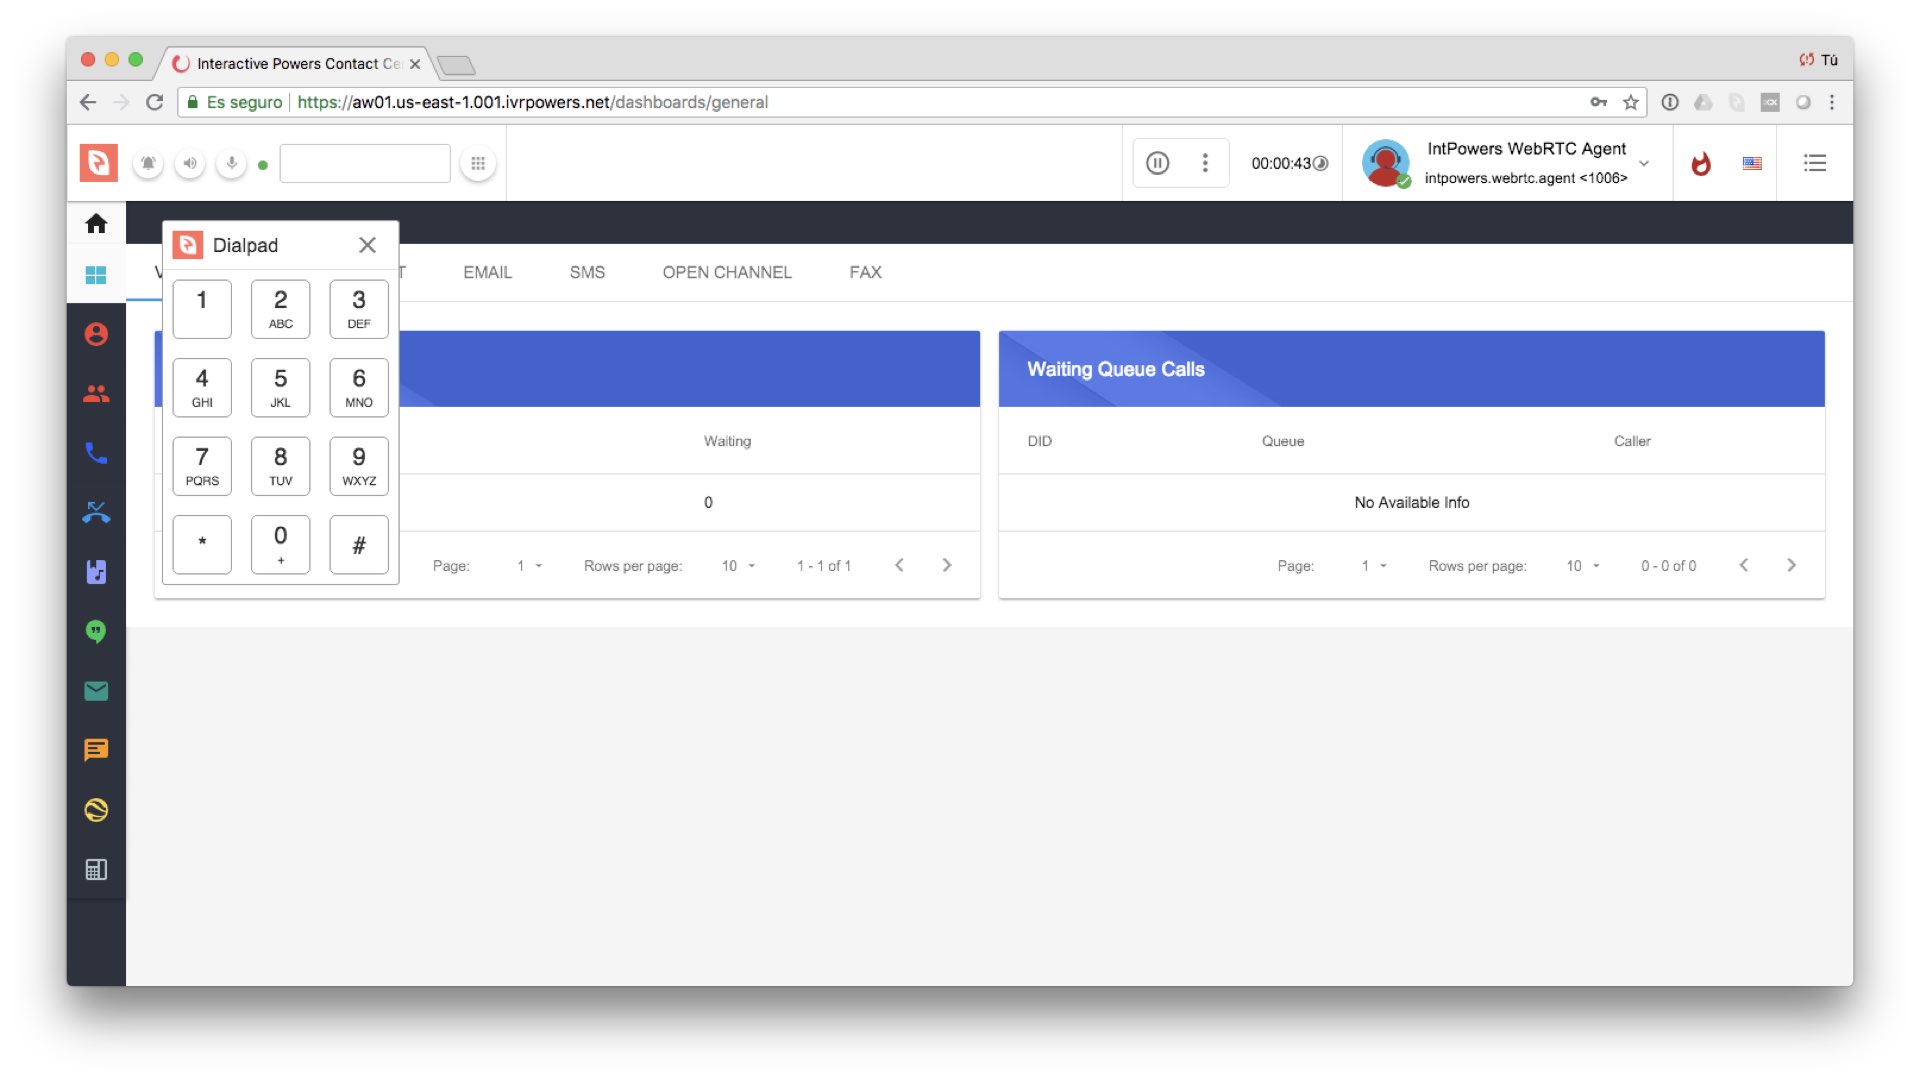 Interactive Powers Contact Ce
Tú
Es seguro
https://aw01.us-east-1.001.ivrpowers.net/dashboards/general
00:00:43
IntPowers WebRTC Agent
intpowers.webrtc.agent <1006>
Dialpad
EMAIL
SMS
OPEN CHANNEL
FAX
1
2
3
ABC
DEF
4
5
6
GHI
JKL
MNO
7
8
9
PQRS
TUV
WXYZ
*
0
#
+
Waiting
0
Page:
1
Rows per page:
10
1 - 1 of 1
Waiting Queue Calls
DID
Queue
Caller
No Available Info
Page:
1
Rows per page:
10
0 - 0 of 0